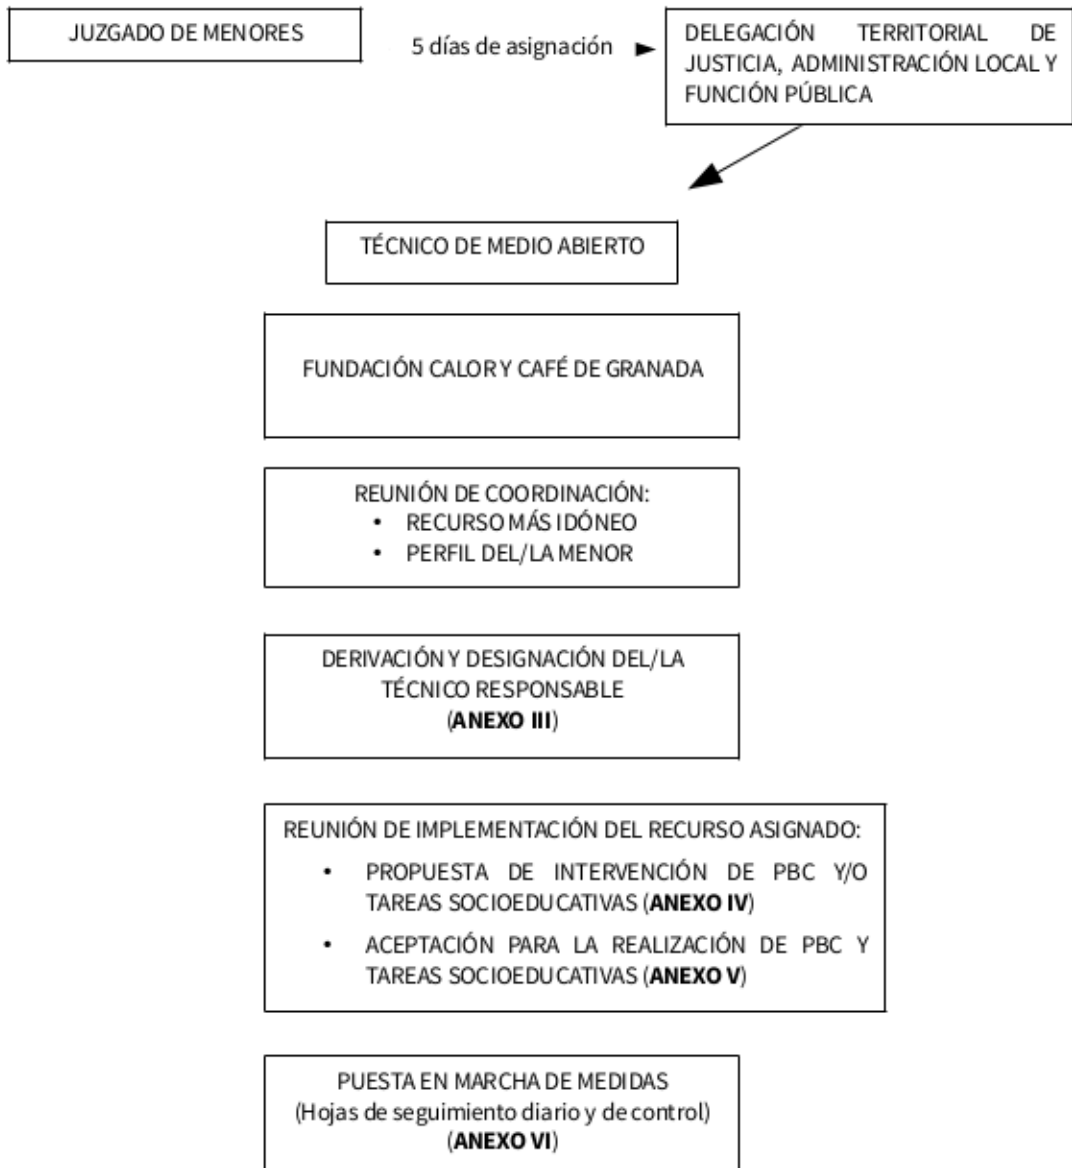 JUZGADO DE MENORES
5 días de asignación
DELEGACIÓN TERRITORIAL DE
JUSTICIA, ADMINISTRACIÓN LOCAL Y
FUNCIÓN PÚBLICA
TÉCNICO DE MEDIO ABIERTO
FUNDACIÓN CALOR Y CAFÉ DE GRANADA
REUNIÓN DE COORDINACIÓN:
• RECURSO MÁS IDÓNEO
• PERFIL DEL/LA MENOR
DERIVACIÓN Y DESIGNACIÓN DEL/LA
TÉCNICO RESPONSABLE
(ANEXO III)
REUNIÓN DE IMPLEMENTACIÓN DEL RECURSO ASIGNADO:
• PROPUESTA DE INTERVENCIÓN DE PBC Y/O
TAREAS SOCIOEDUCATIVAS (ANEXO IV)
• ACEPTACIÓN PARA LA REALIZACIÓN DE PBC Y
TAREAS SOCIOEDUCATIVAS (ANEXO V)
PUESTA EN MARCHA DE MEDIDAS
(Hojas de seguimiento diario y de control)
(ANEXO VI)